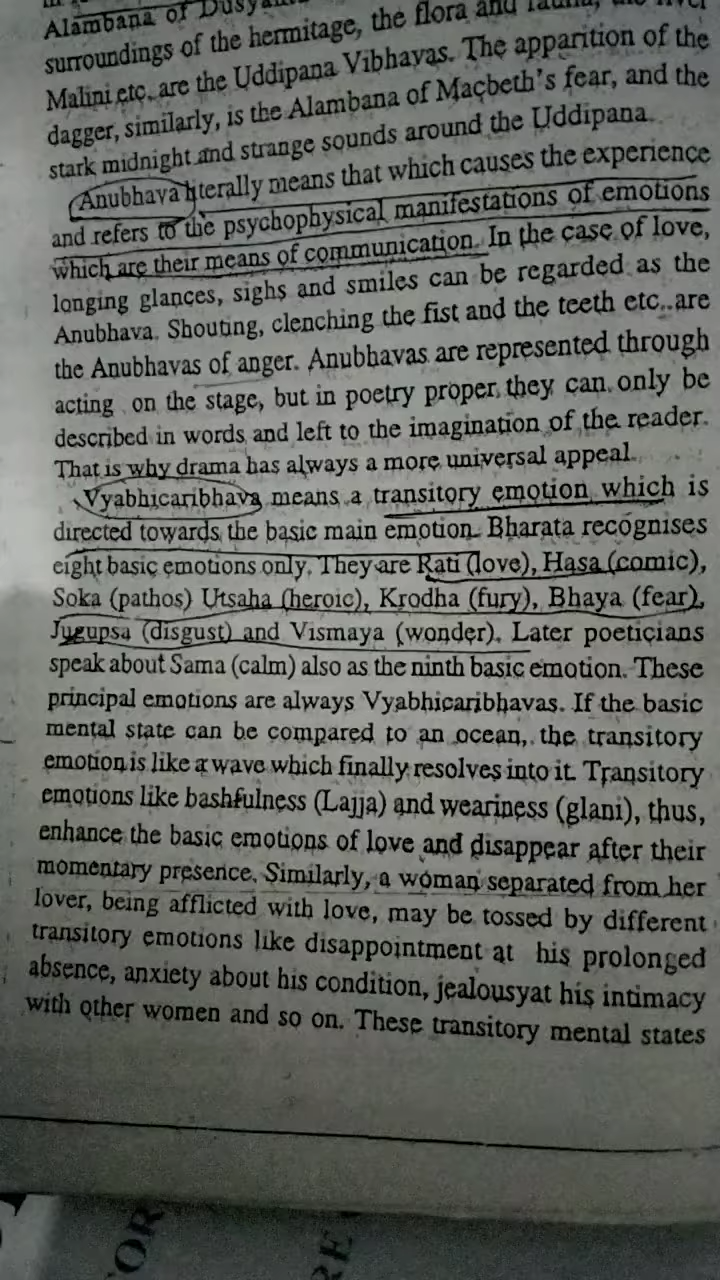 Alambana of
surroundings of the hermitage, the flora and
Malini etc. are the Uddipana Vibhavas. The apparition of the
dagger, similarly, is the Alambana of Macbeth's fear, and the
stark midnight and strange sounds around the Uddipana.
Anubhava literally means that which causes the experience
and refers to the psychophysical manifestations of emotions
which are their means of communication. In the case of love,
longing glances, sighs and smiles can be regarded as the
Anubhava. Shouting, clenching the fist and the teeth etc..are
the Anubhavas of anger. Anubhavas are represented through
acting on the stage, but in poetry proper, they can only be
described in words and left to the imagination of the reader.
That is why drama has always a more universal appeal.
Vyabhicaribhava means a transitory emotion which is
directed towards the basic main emotion. Bharata recognises
eight basic emotions only. They are Rati (love), Hasa (comic),
Soka (pathos) Utsaha (heroic), Krodha (fury), Bhaya (fear),
Jugupsa (disgust) and Vismaya (wonder). Later poeticians
speak about Sama (calm) also as the ninth basic emotion. These
principal emotions are always Vyabhicaribhavas. If the basic
mental state can be compared to an ocean, the transitory
emotion is like a wave which finally resolves into it. Transitory
emotions like bashfulness (Lajja) and weariness (glani), thus,
enhance the basic emotions of love and disappear after their
momentary presence. Similarly, a woman separated from her
lover, being afflicted with love, may be tossed by different
transitory emotions like disappointment at his prolonged
absence, anxiety about his condition, jealousyat his intimacy
with other women and so on. These transitory mental states
OR
RE